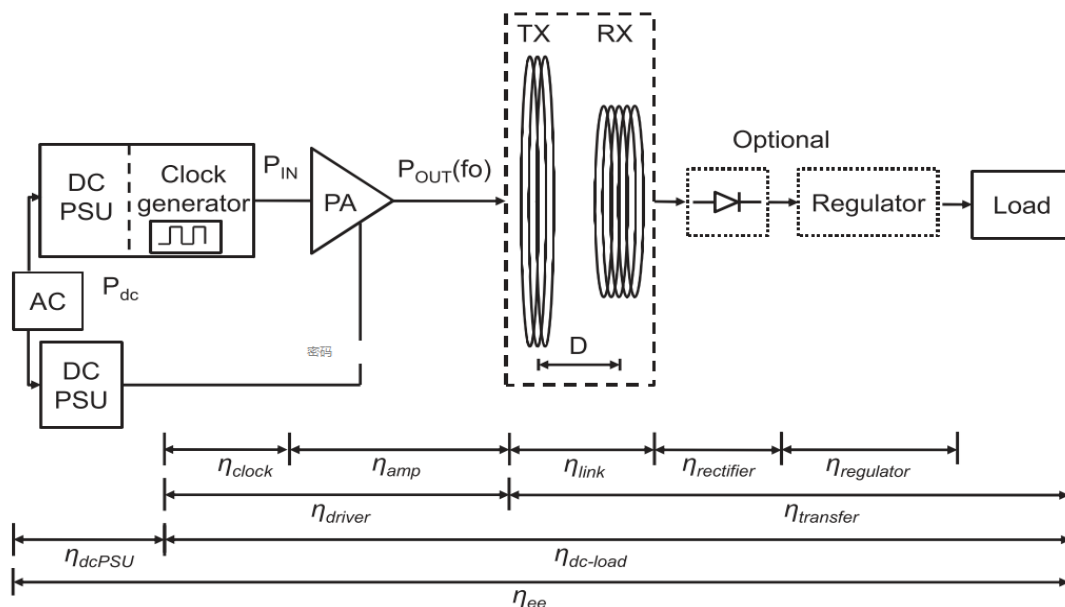 TX RX
Optional
DC
PSU
Clock
generator
P_IN
PA
P_OUT(fo)
Regulator
Load
AC
P_dc
密码
D
DC
PSU
η_clock η_amp η_link η_rectifier η_regulator
η_driver η_transfer
η_dcPSU η_dc-load
η_ee